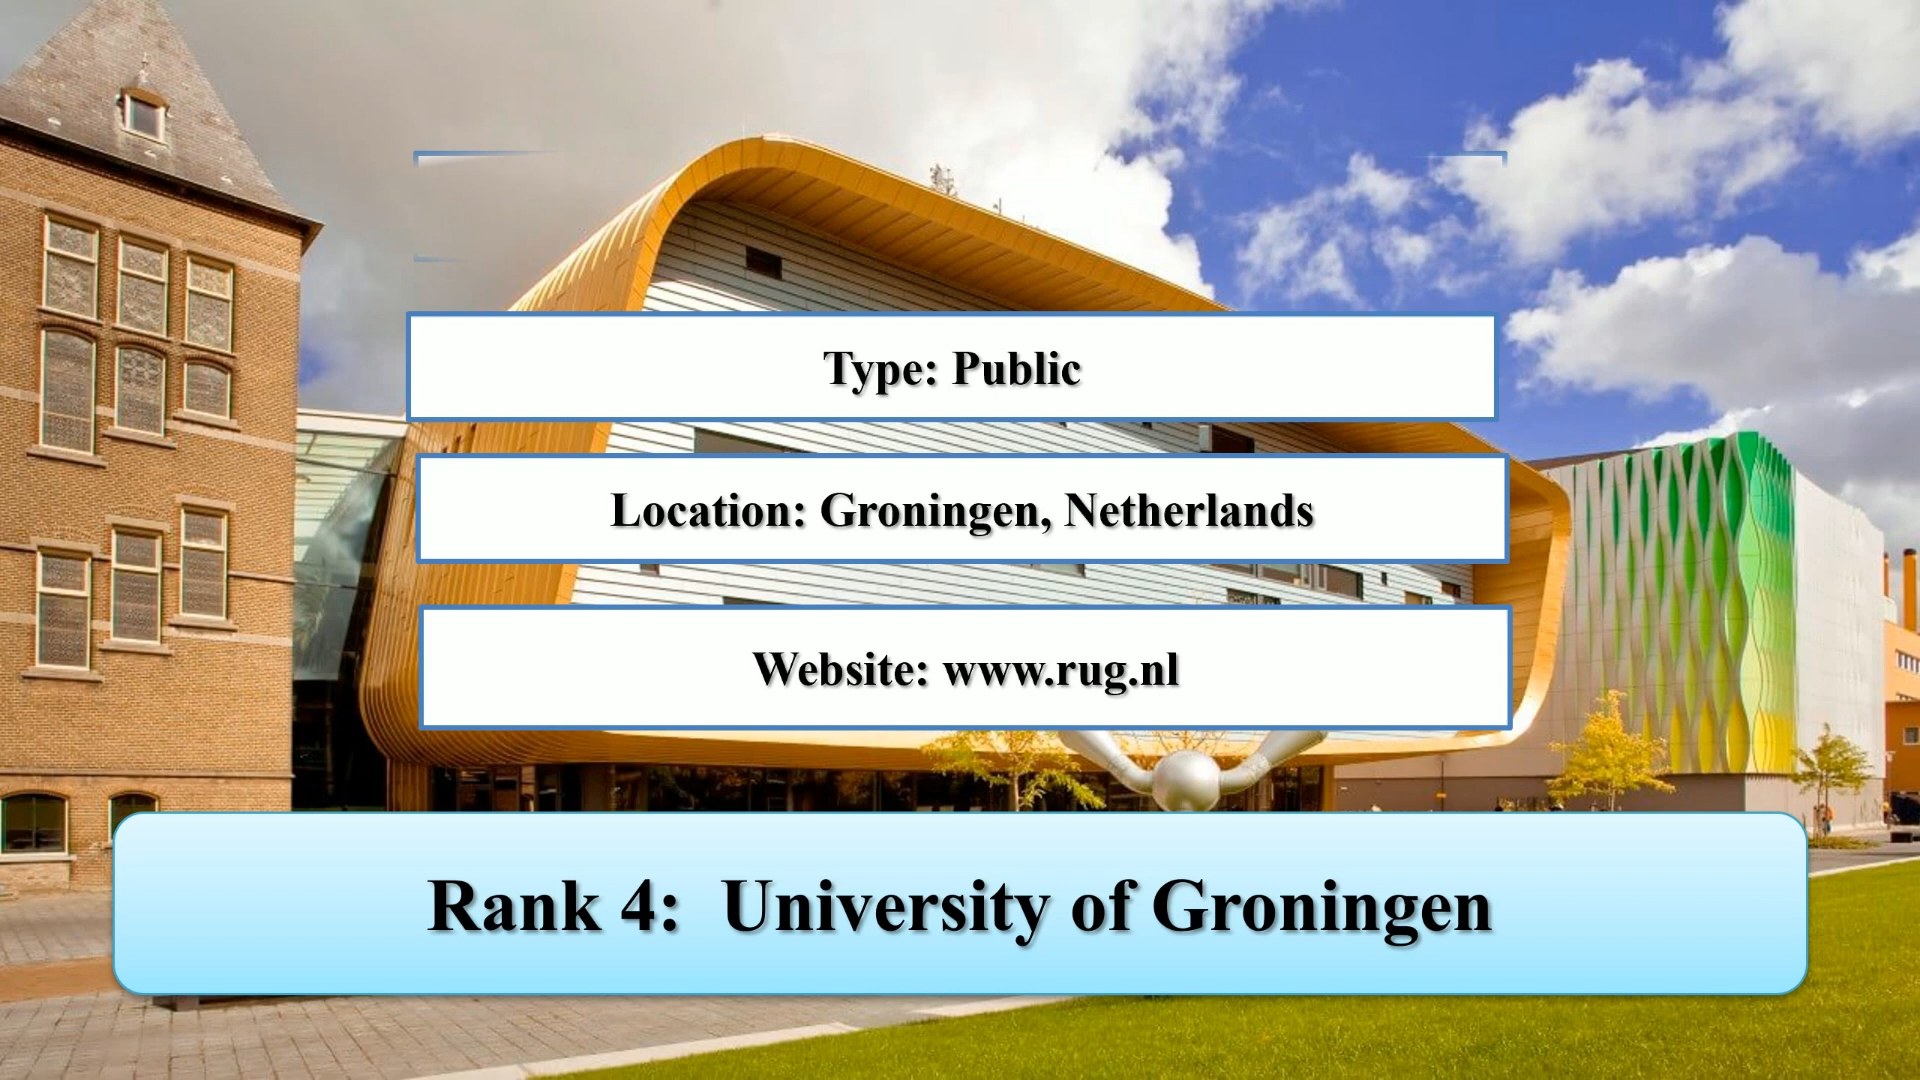 Type: Public
Location: Groningen, Netherlands
Website: www.rug.nl
Rank 4: University of Groningen